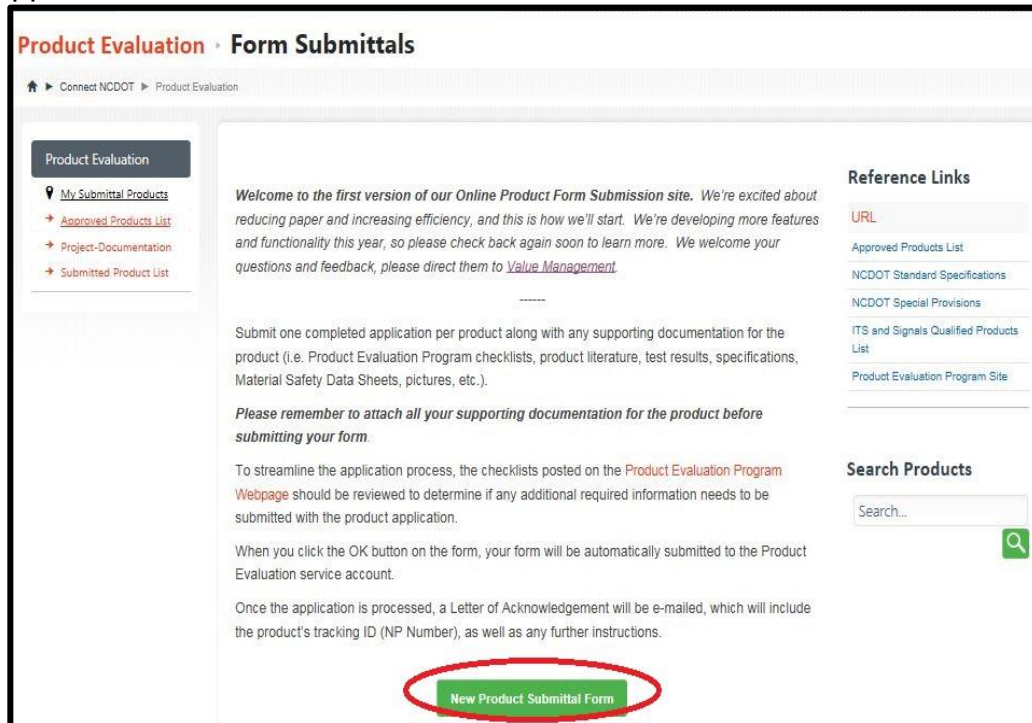 Product Evaluation ▸ Form Submittals
Connect NCDOT ▶ Product Evaluation
Product Evaluation
My Submittal Products
Approved Products List
Project-Documentation
Submitted Product List
Welcome to the first version of our Online Product Form Submission site. We're excited about
reducing paper and increasing efficiency, and this is how we'll start. We're developing more features
and functionality this year, so please check back again soon to learn more. We welcome your
questions and feedback, please direct them to Value Management.
------
Submit one completed application per product along with any supporting documentation for the
product (i.e. Product Evaluation Program checklists, product literature, test results, specifications,
Material Safety Data Sheets, pictures, etc.).
Please remember to attach all your supporting documentation for the product before
submitting your form.
To streamline the application process, the checklists posted on the Product Evaluation Program
Webpage should be reviewed to determine if any additional required information needs to be
submitted with the product application.
When you click the OK button on the form, your form will be automatically submitted to the Product
Evaluation service account.
Once the application is processed, a Letter of Acknowledgement will be e-mailed, which will include
the product's tracking ID (NP Number), as well as any further instructions.
New Product Submittal Form
Reference Links
URL
Approved Products List
NCDOT Standard Specifications
NCDOT Special Provisions
ITS and Signals Qualified Products
List
Product Evaluation Program Site
Search Products
Search...